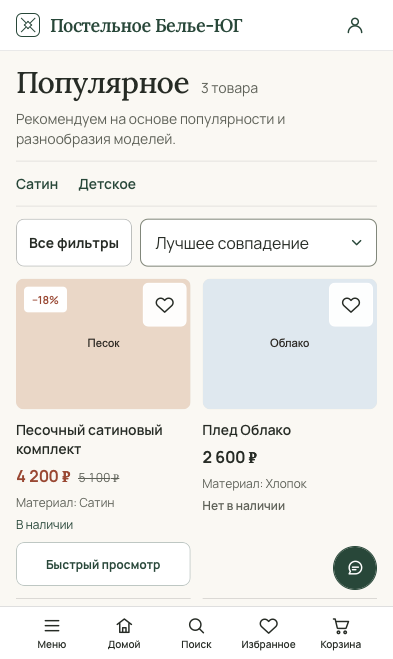 Постельное Белье-ЮГ
Популярное 3 товара
Рекомендуем на основе популярности и
разнообразия моделей.
Сатин Детское
Все фильтры
Лучшее совпадение
−18%
Песок
Облако
Песочный сатиновый
комплект
4 200 ₽ 5 100 ₽
Материал: Сатин
В наличии
Быстрый просмотр
Плед Облако
2 600 ₽
Материал: Хлопок
Нет в наличии
Меню
Домой
Поиск
Избранное
Корзина